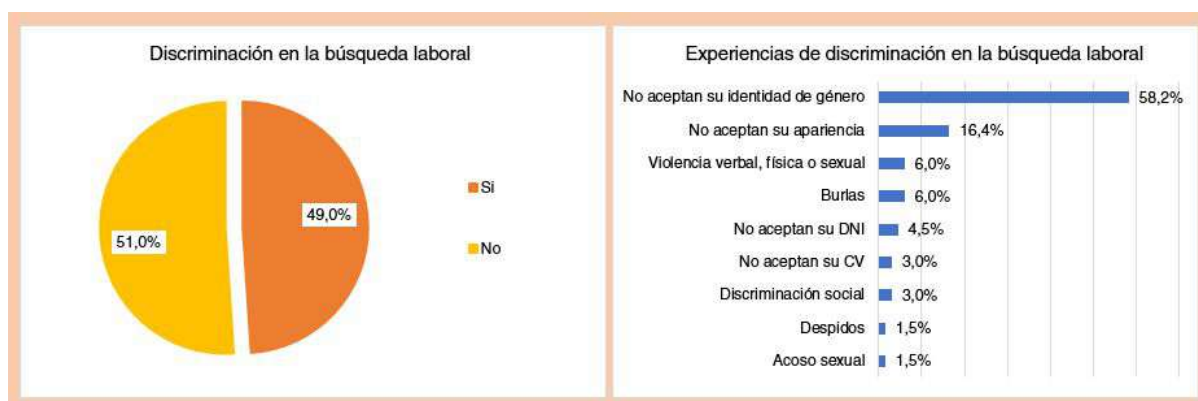 Discriminación en la búsqueda laboral
Si
49,0%
51,0%
No
Experiencias de discriminación en la búsqueda laboral
No aceptan su identidad de género 58,2%
No aceptan su apariencia 16,4%
Violencia verbal, física o sexual 6,0%
Burlas 6,0%
No aceptan su DNI 4,5%
No aceptan su CV 3,0%
Discriminación social 3,0%
Despidos 1,5%
Acoso sexual 1,5%